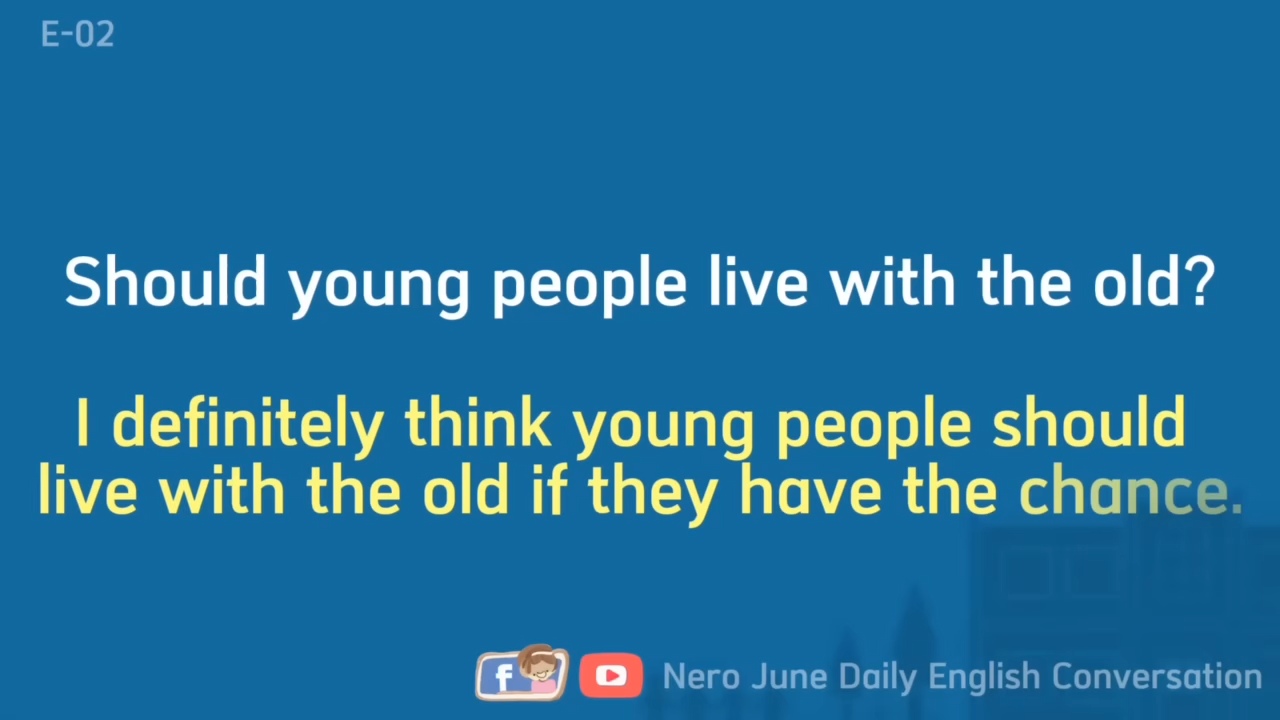 E-02
Should young people live with the old?
I definitely think young people should
live with the old if they have the chance.
f
Nero June Daily English Conversation